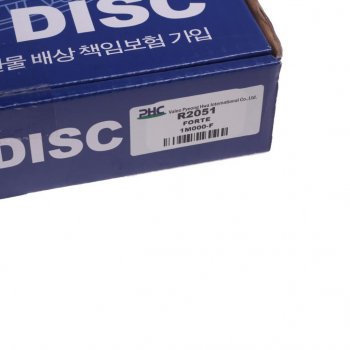 DISC
물 배상 책임보험 가입
DISC
PHC
Valeo Pyeong Hwa International Co., Ltd.
R2051
FORTE
1M000-F